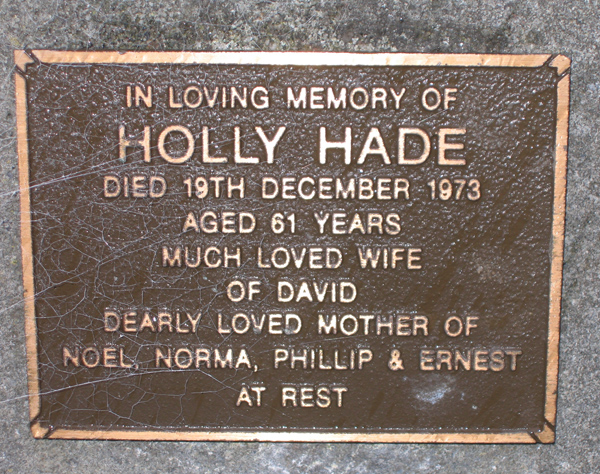 IN LOVING MEMORY OF
HOLLY HADE
DIED 19TH DECEMBER 1973
AGED 61 YEARS
MUCH LOVED WIFE
OF DAVID
DEARLY LOVED MOTHER OF
NOEL, NORMA, PHILLIP & ERNEST
AT REST